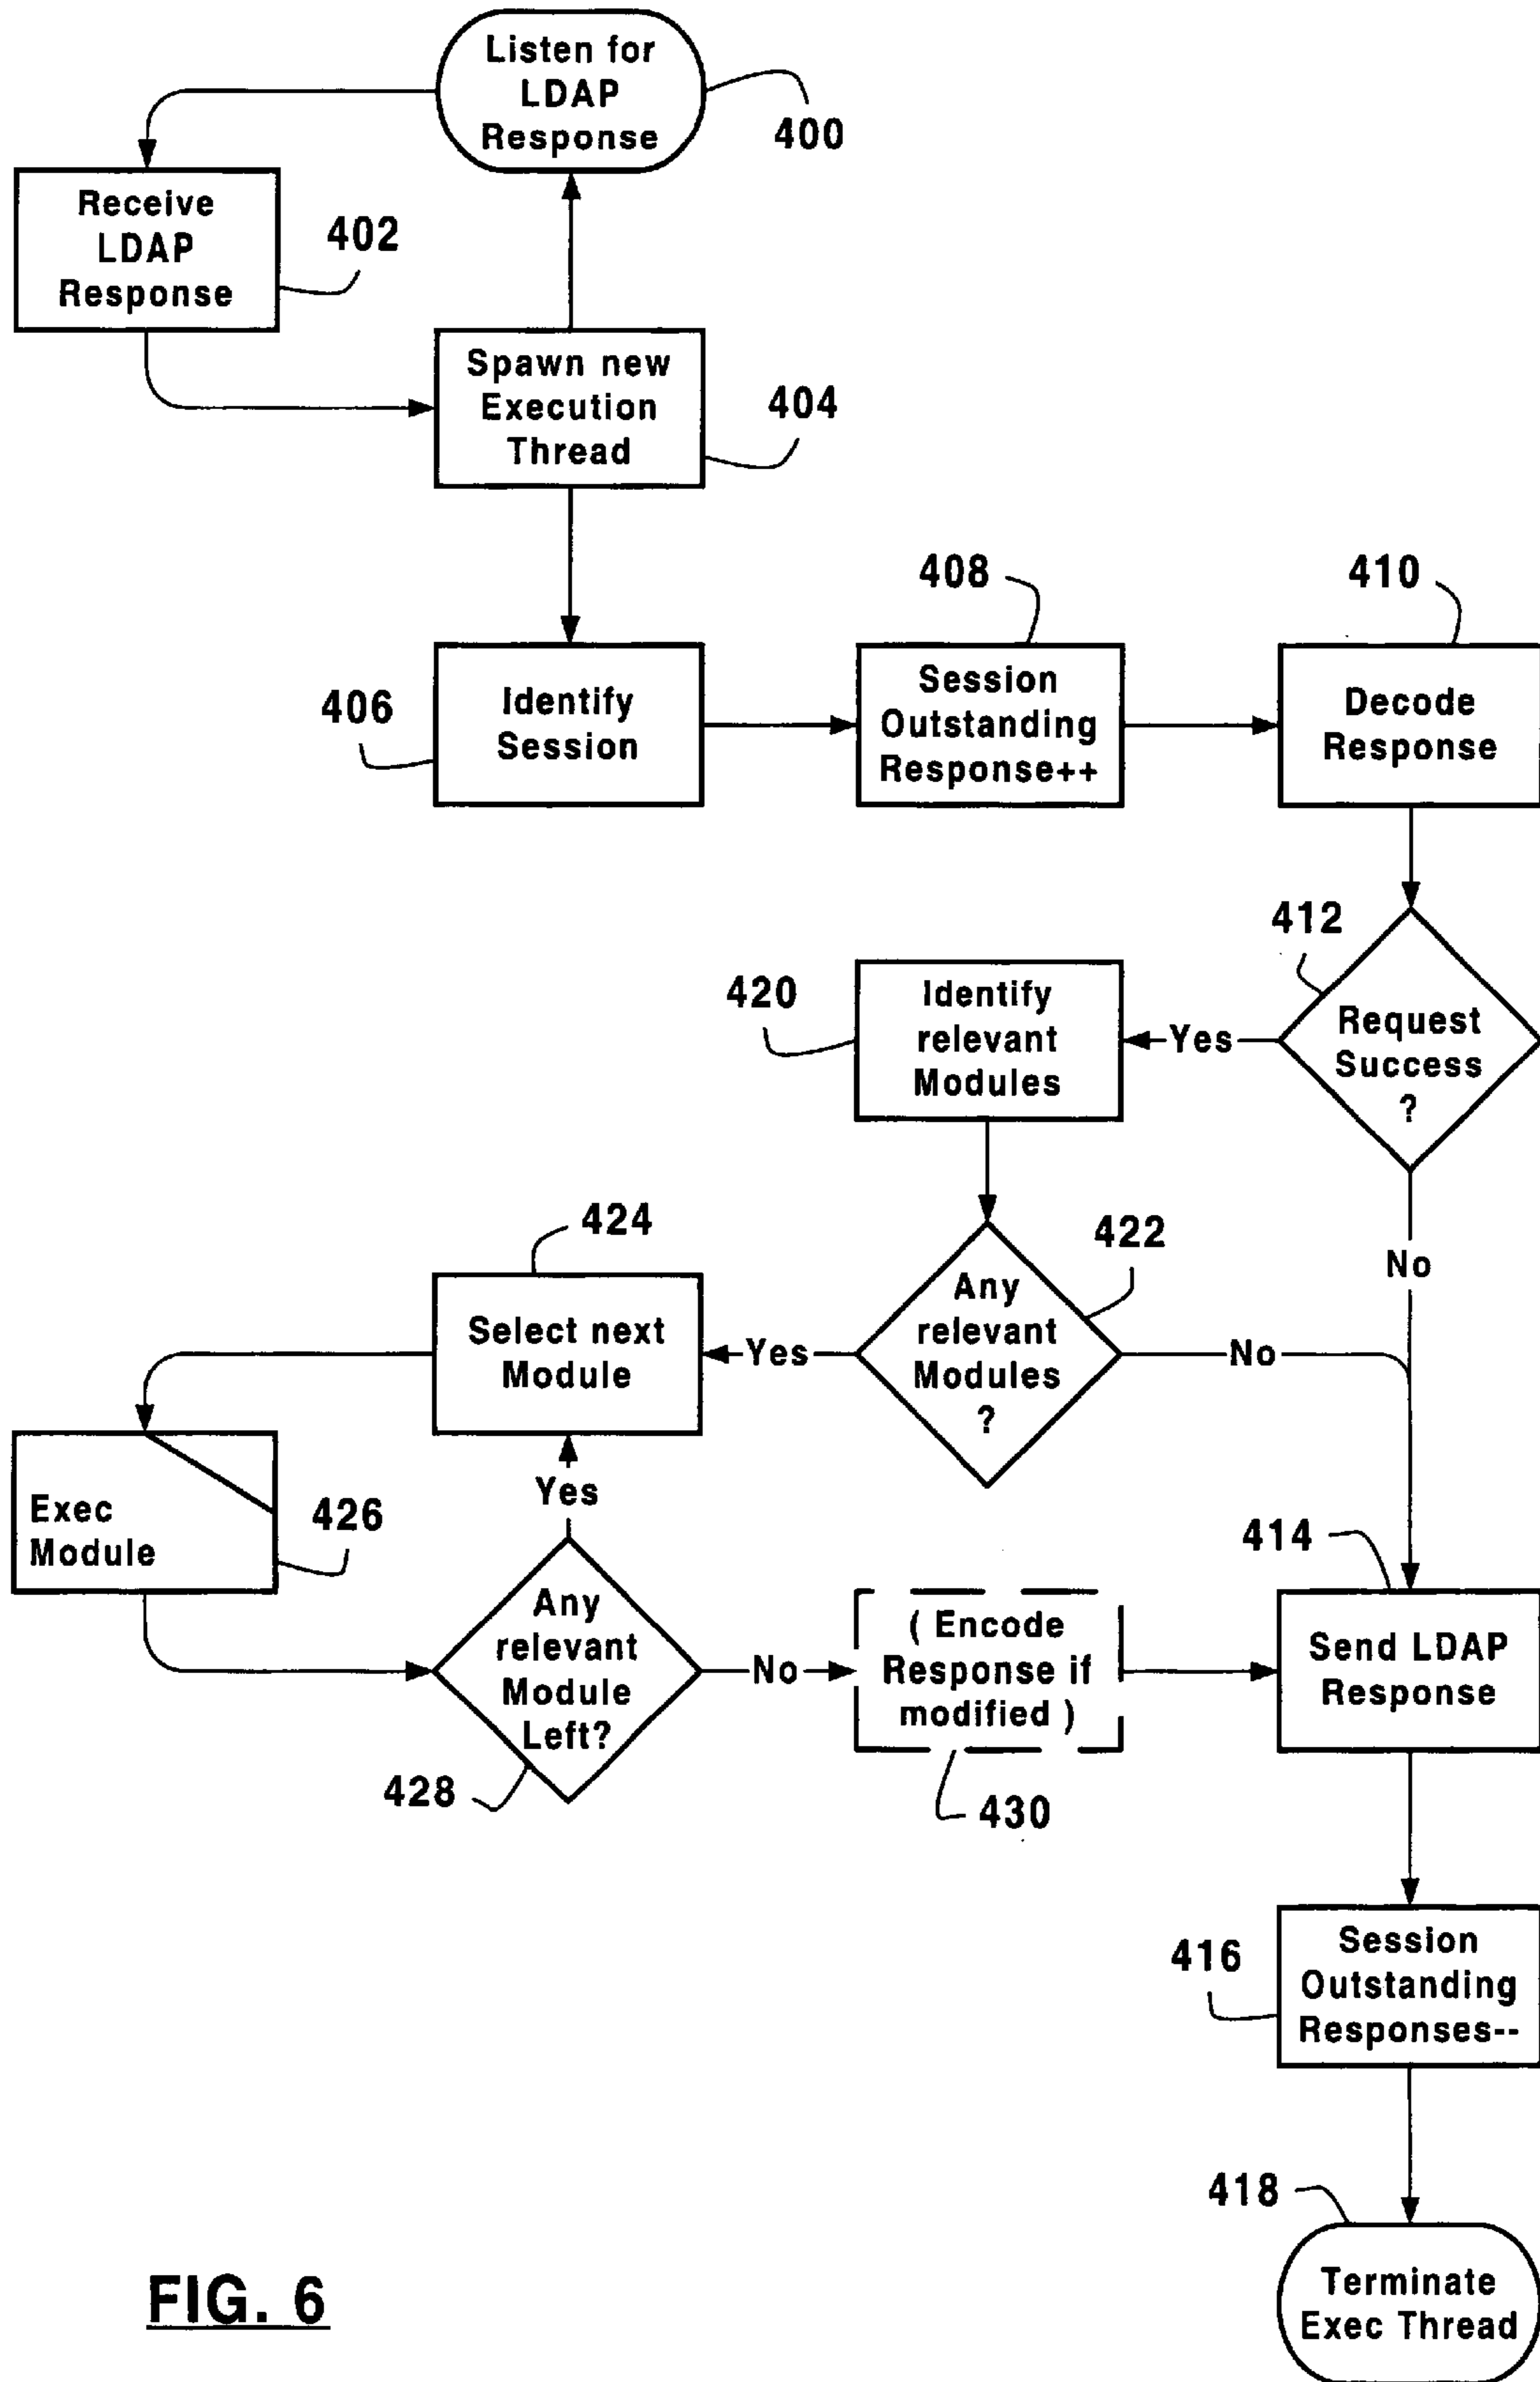 Listen for
LDAP
Response
400
Receive
LDAP
Response
402
Spawn new
Execution
Thread
404
406
Identify
Session
408
Session
Outstanding
Response++
410
Decode
Response
412
Request
Success
?
Yes
No
420
Identify
relevant
Modules
422
Any
relevant
Modules
?
Yes
No
424
Select next
Module
Exec
Module
426
Yes
Any
relevant
Module
Left?
428
No
( Encode
Response if
modified )
430
414
Send LDAP
Response
416
Session
Outstanding
Responses--
418
Terminate
Exec Thread
FIG. 6